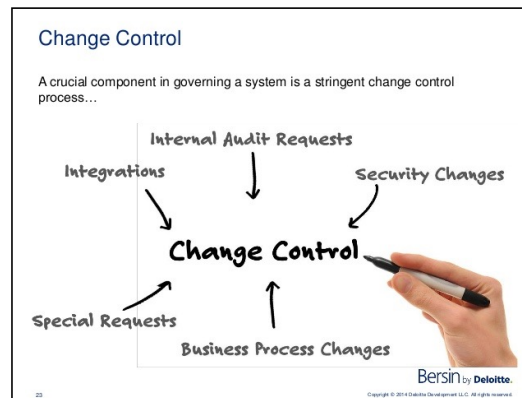 Change Control
A crucial component in governing a system is a stringent change control
process…
Internal Audit Requests
Integrations
Security Changes
Change Control
Special Requests
Business Process Changes
Bersin by Deloitte.
23
Copyright © 2014 Deloitte Development LLC. All rights reserved.